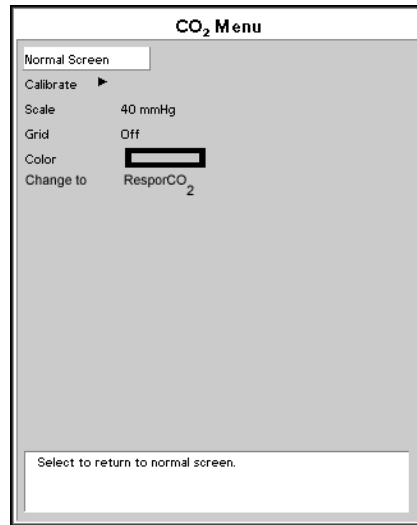 CO₂ Menu
Normal Screen
Calibrate ►
Scale 40 mmHg
Grid Off
Color
Change to ResporCO₂
Select to return to normal screen.